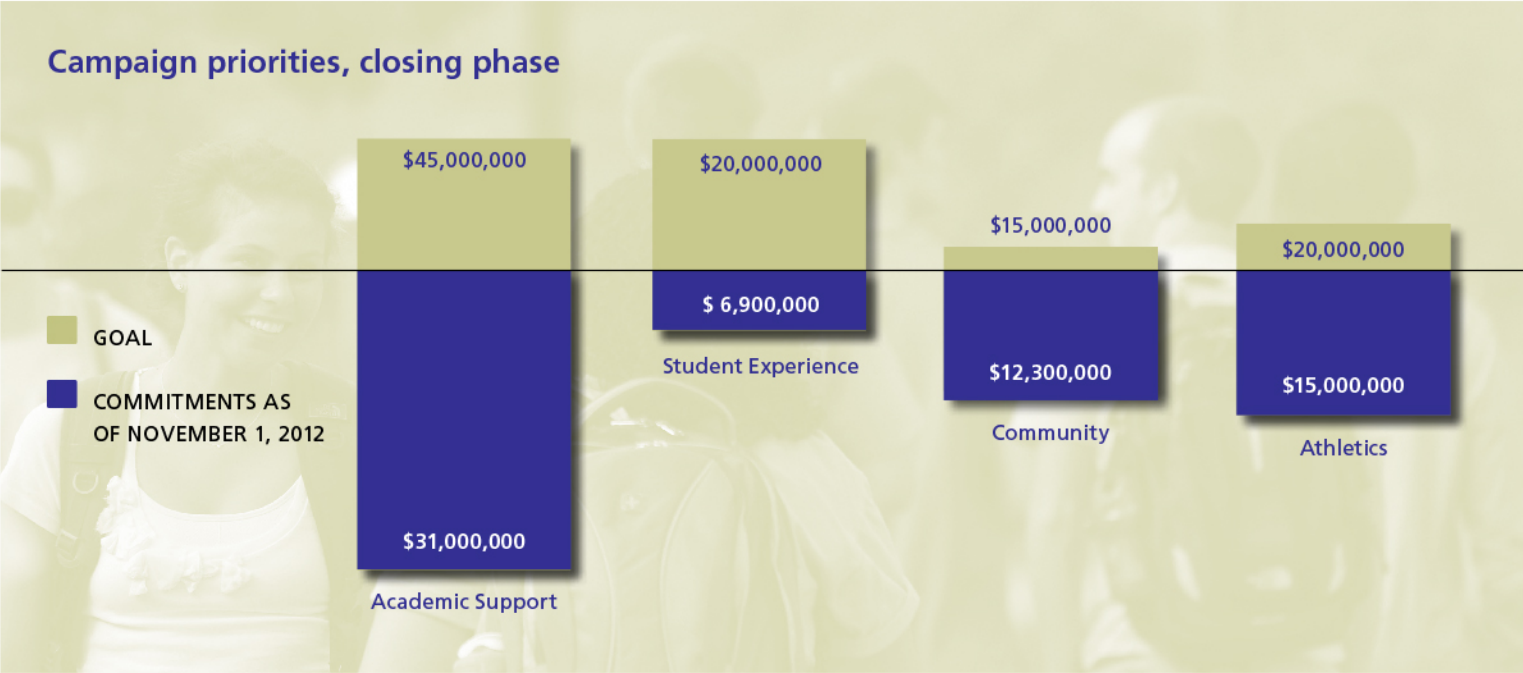 Campaign priorities, closing phase
$45,000,000
$20,000,000
$15,000,000
$20,000,000
GOAL
COMMITMENTS AS
OF NOVEMBER 1, 2012
$31,000,000
Academic Support
$ 6,900,000
Student Experience
$12,300,000
Community
$15,000,000
Athletics